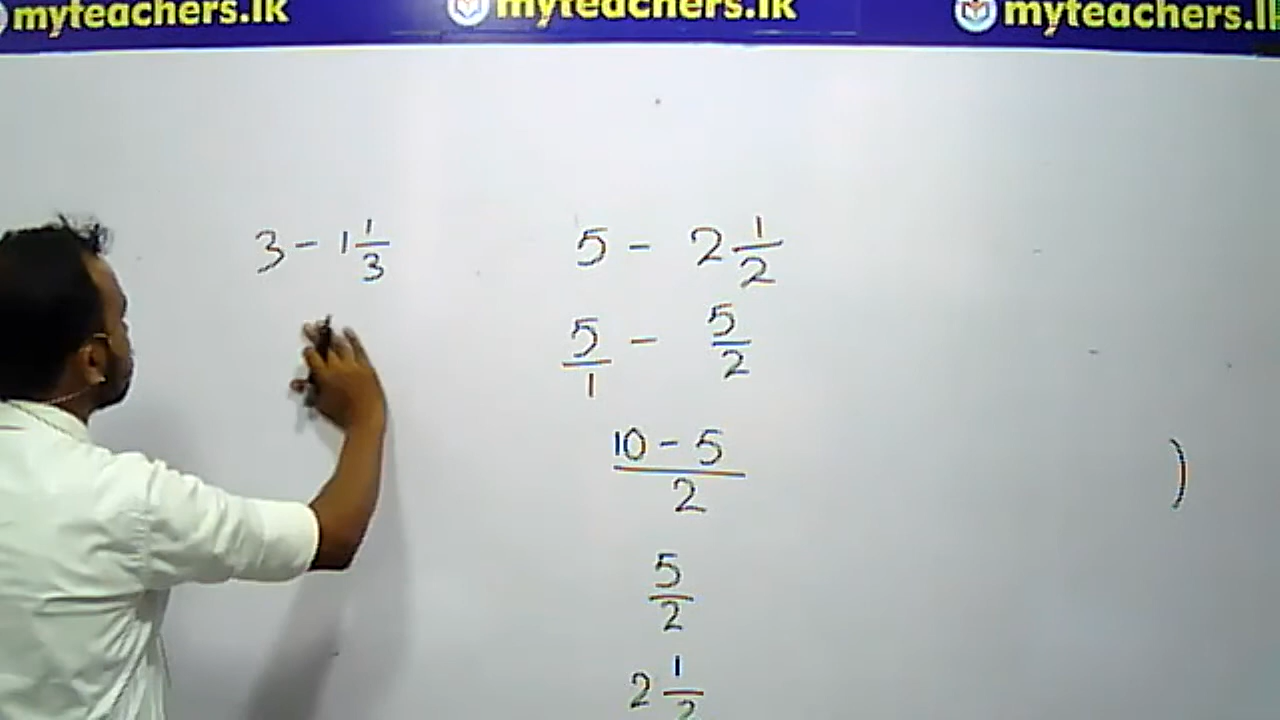 myteachers.lk myteachers.lk myteachers.lk
3 - 1 1/3
5 - 2 1/2
5/1 - 5/2
10 - 5 / 2
5/2
2 1/2
)